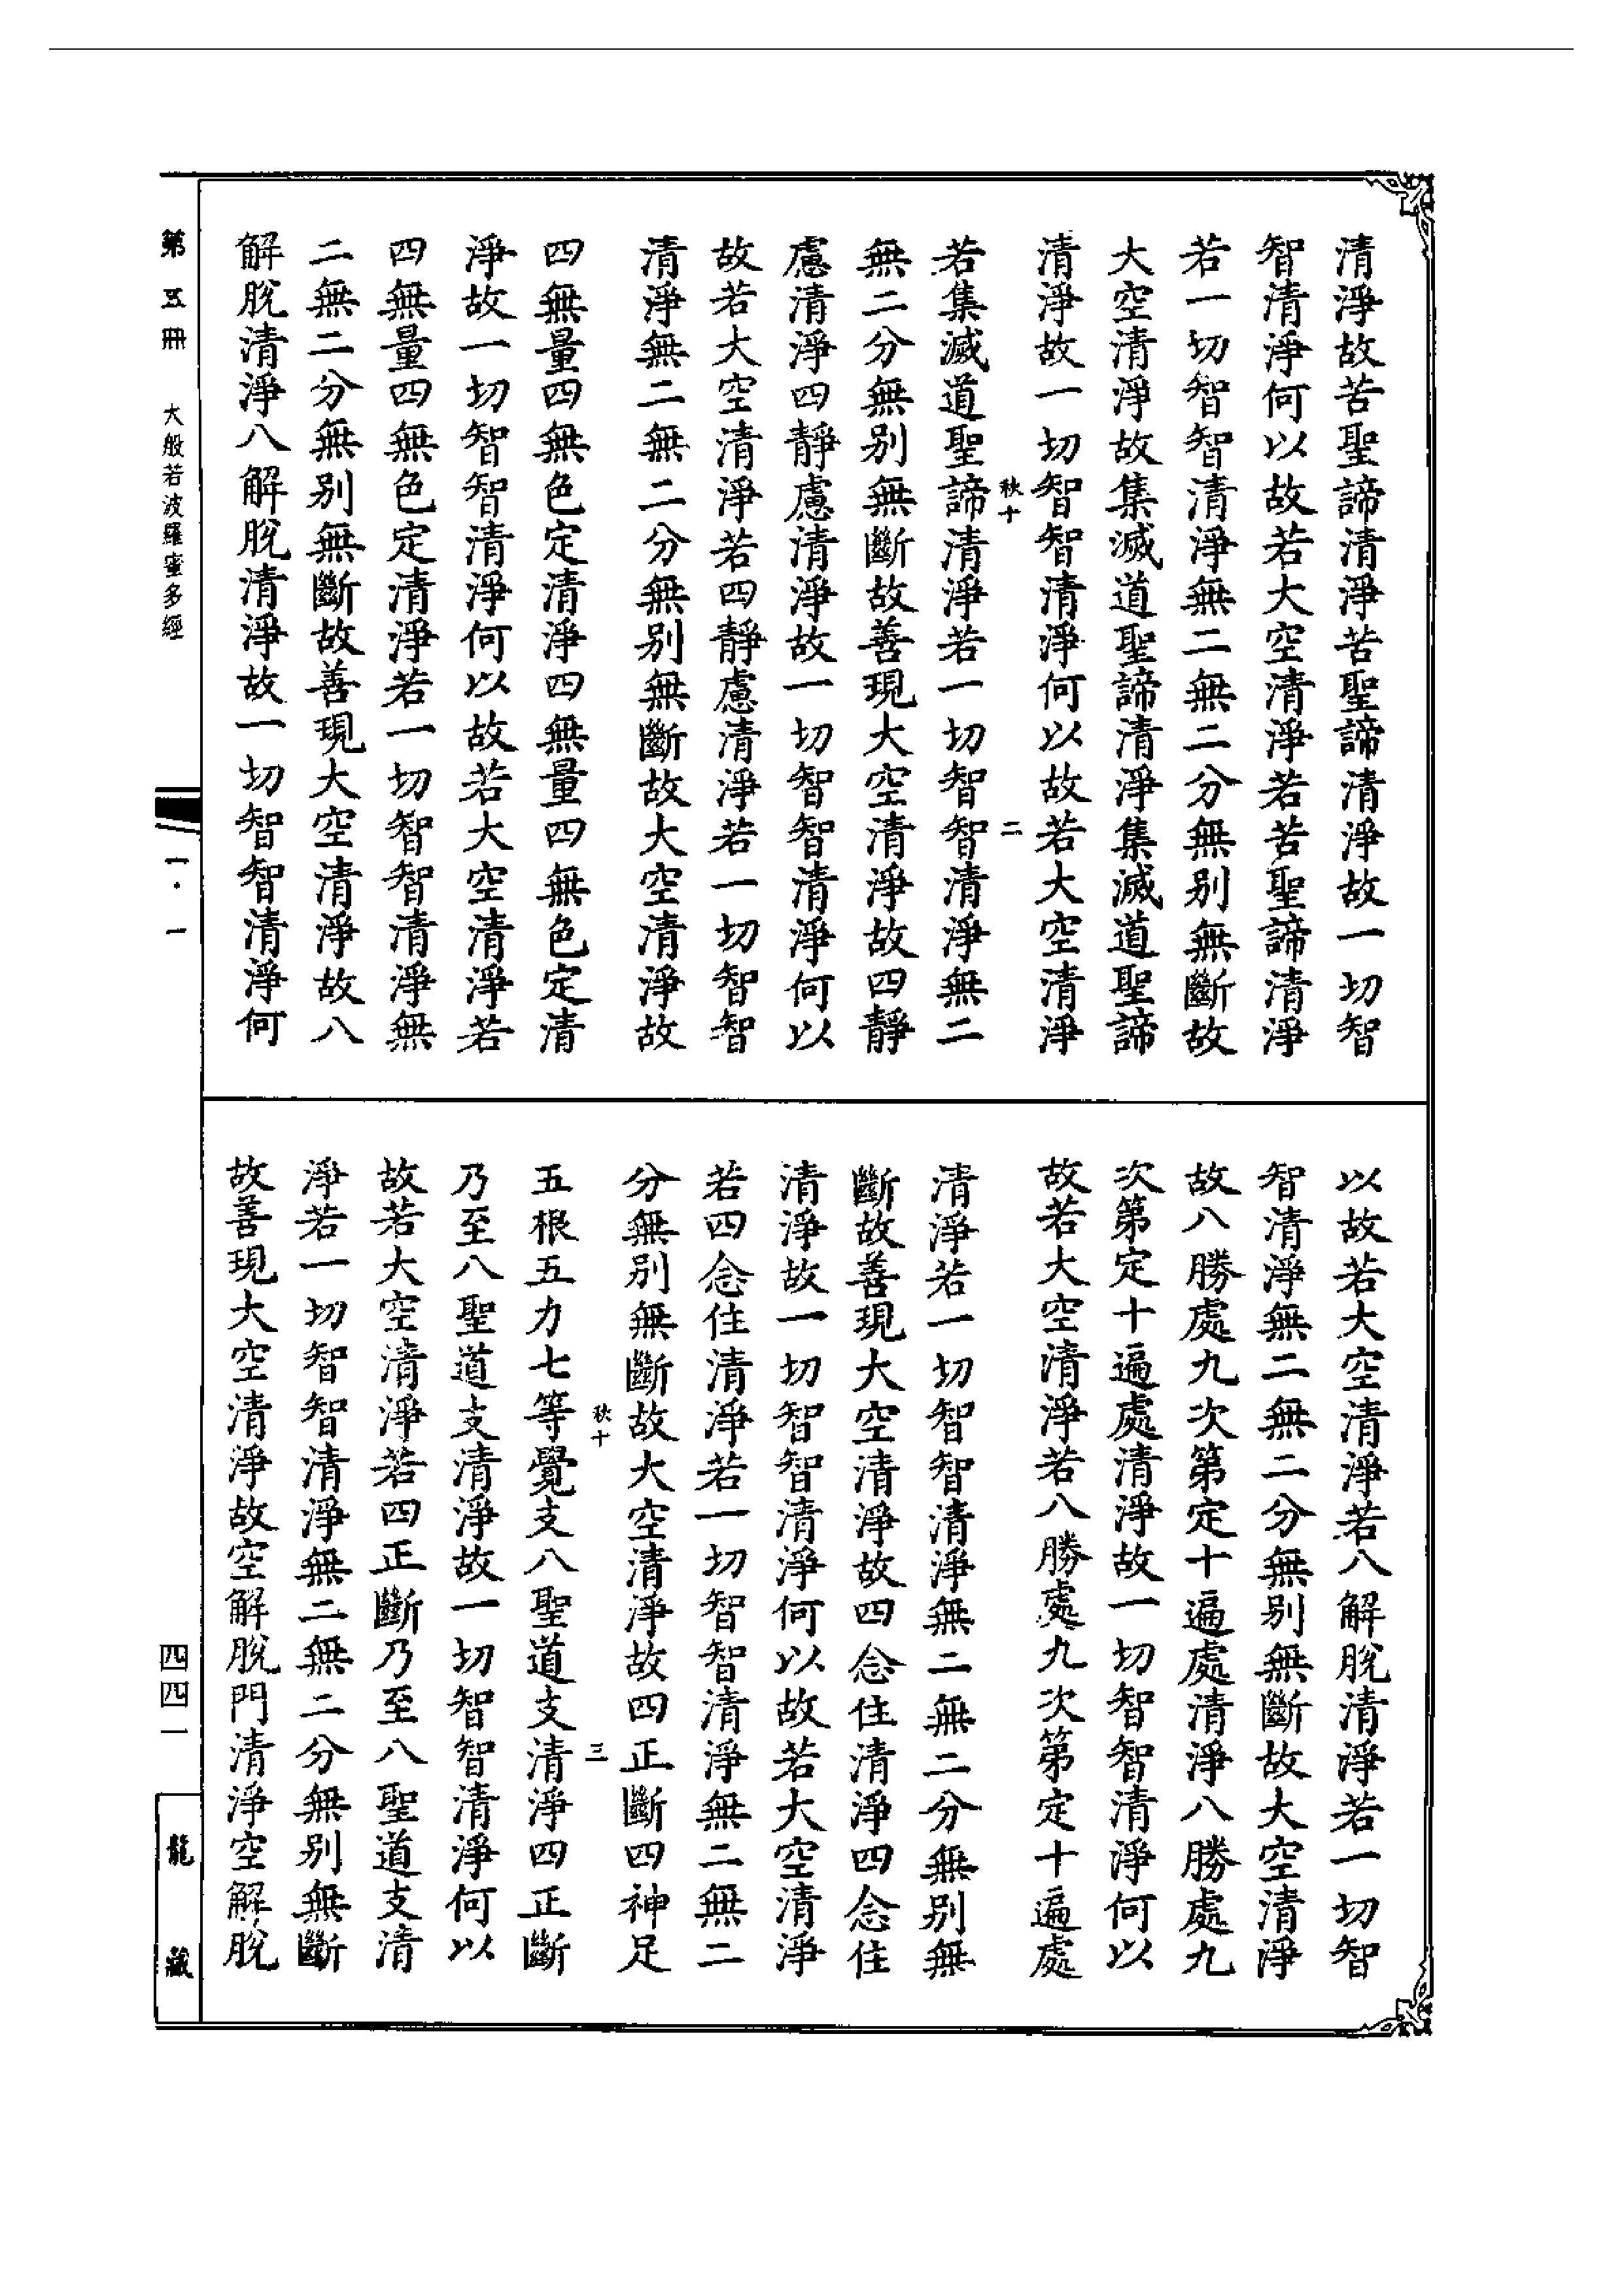 清淨故苦聖諦清淨苦聖諦清淨故一切智
智清淨何以故若大空清淨若苦聖諦清淨
若一切智智清淨無二無二分無別無斷故
大空清淨故集滅道聖諦清淨集滅道聖諦
清淨故一切智智清淨何以故若大空清淨
秋十 二
若集滅道聖諦清淨若一切智智清淨無二
無二分無別無斷故善現大空清淨故四靜
慮清淨四靜慮清淨故一切智智清淨何以
故若大空清淨若四靜慮清淨若一切智智
清淨無二無二分無別無斷故大空清淨故
四無量四無色定清淨四無量四無色定清
淨故一切智智清淨何以故若大空清淨若
四無量四無色定清淨若一切智智清淨無
二無二分無別無斷故善現大空清淨故八
解脫清淨八解脫清淨故一切智智清淨何
以故若大空清淨若八解脫清淨若一切智
智清淨無二無二分無別無斷故大空清淨
故八勝處九次第定十遍處清淨八勝處九
次第定十遍處清淨故一切智智清淨何以
故若大空清淨若八勝處九次第定十遍處
清淨若一切智智清淨無二無二分無別無
斷故善現大空清淨故四念住清淨四念住
清淨故一切智智清淨何以故若大空清淨
若四念住清淨若一切智智清淨無二無二
分無別無斷故大空清淨故四正斷四神足
秋十 三
五根五力七等覺支八聖道支清淨四正斷
乃至八聖道支清淨故一切智智清淨何以
故若大空清淨若四正斷乃至八聖道支清
淨若一切智智清淨無二無二分無別無斷
故善現大空清淨故空解脫門清淨空解脫
第五冊 大般若波羅蜜多經 一·一 四四一 龍藏